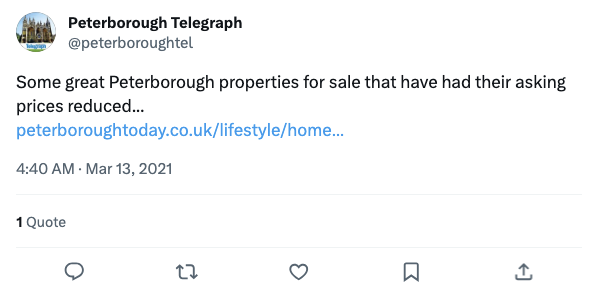 Peterborough Telegraph
@peterboroughtel
Some great Peterborough properties for sale that have had their asking
prices reduced...
peterboroughtoday.co.uk/lifestyle/home...
4:40 AM · Mar 13, 2021
1 Quote